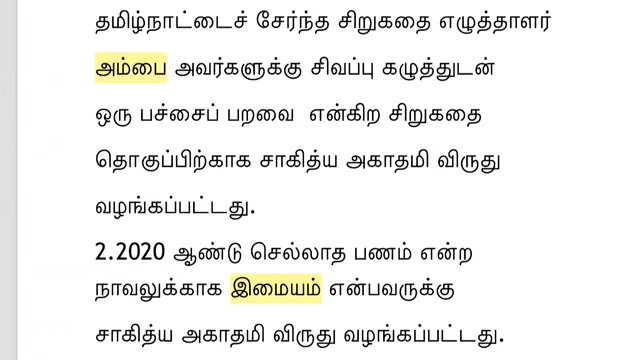 தமிழ்நாட்டைச் சேர்ந்த சிறுகதை எழுத்தாளர்
அம்பை அவர்களுக்கு சிவப்பு கழுத்துடன்
ஒரு பச்சைப் பறவை என்கிற சிறுகதை
தொகுப்பிற்காக சாகித்ய அகாதமி விருது
வழங்கப்பட்டது.
2.2020 ஆண்டு செல்லாத பணம் என்ற
நாவலுக்காக இமையம் என்பவருக்கு
சாகித்ய அகாதமி விருது வழங்கப்பட்டது.